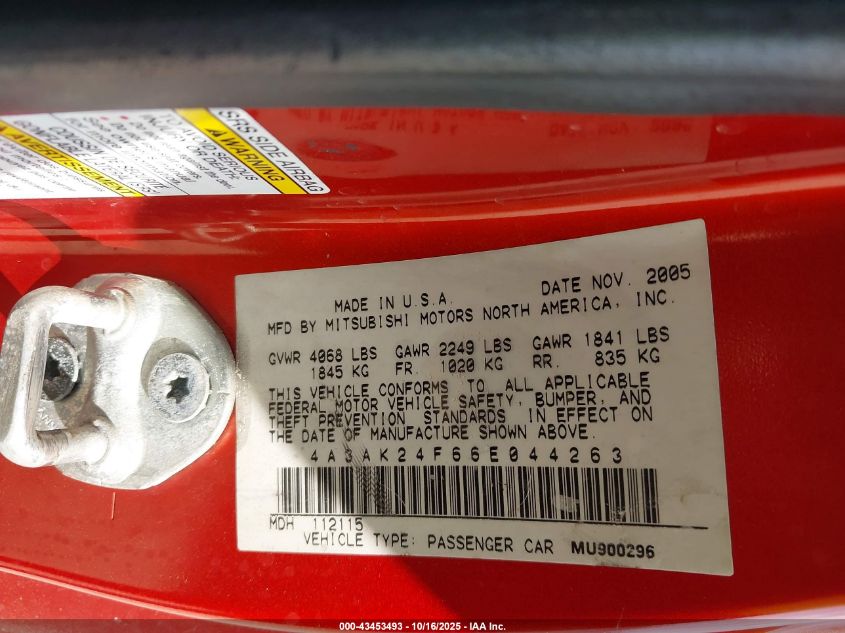 SRS SIDE AIRBAG
WARNING
AVERTISSEMENT
MADE IN U.S.A. DATE NOV. 2005
MFD BY MITSUBISHI MOTORS NORTH AMERICA, INC.
GVWR 4068 LBS GAWR 2249 LBS GAWR 1841 LBS
1845 KG FR. 1020 KG RR. 835 KG
THIS VEHICLE CONFORMS TO ALL APPLICABLE
FEDERAL MOTOR VEHICLE SAFETY, BUMPER, AND
THEFT PREVENTION STANDARDS IN EFFECT ON
THE DATE OF MANUFACTURE SHOWN ABOVE.
4A3AK24F66E044263
MDH 112115
VEHICLE TYPE: PASSENGER CAR MU900296
000-43453493 - 10/16/2025 - IAA Inc.